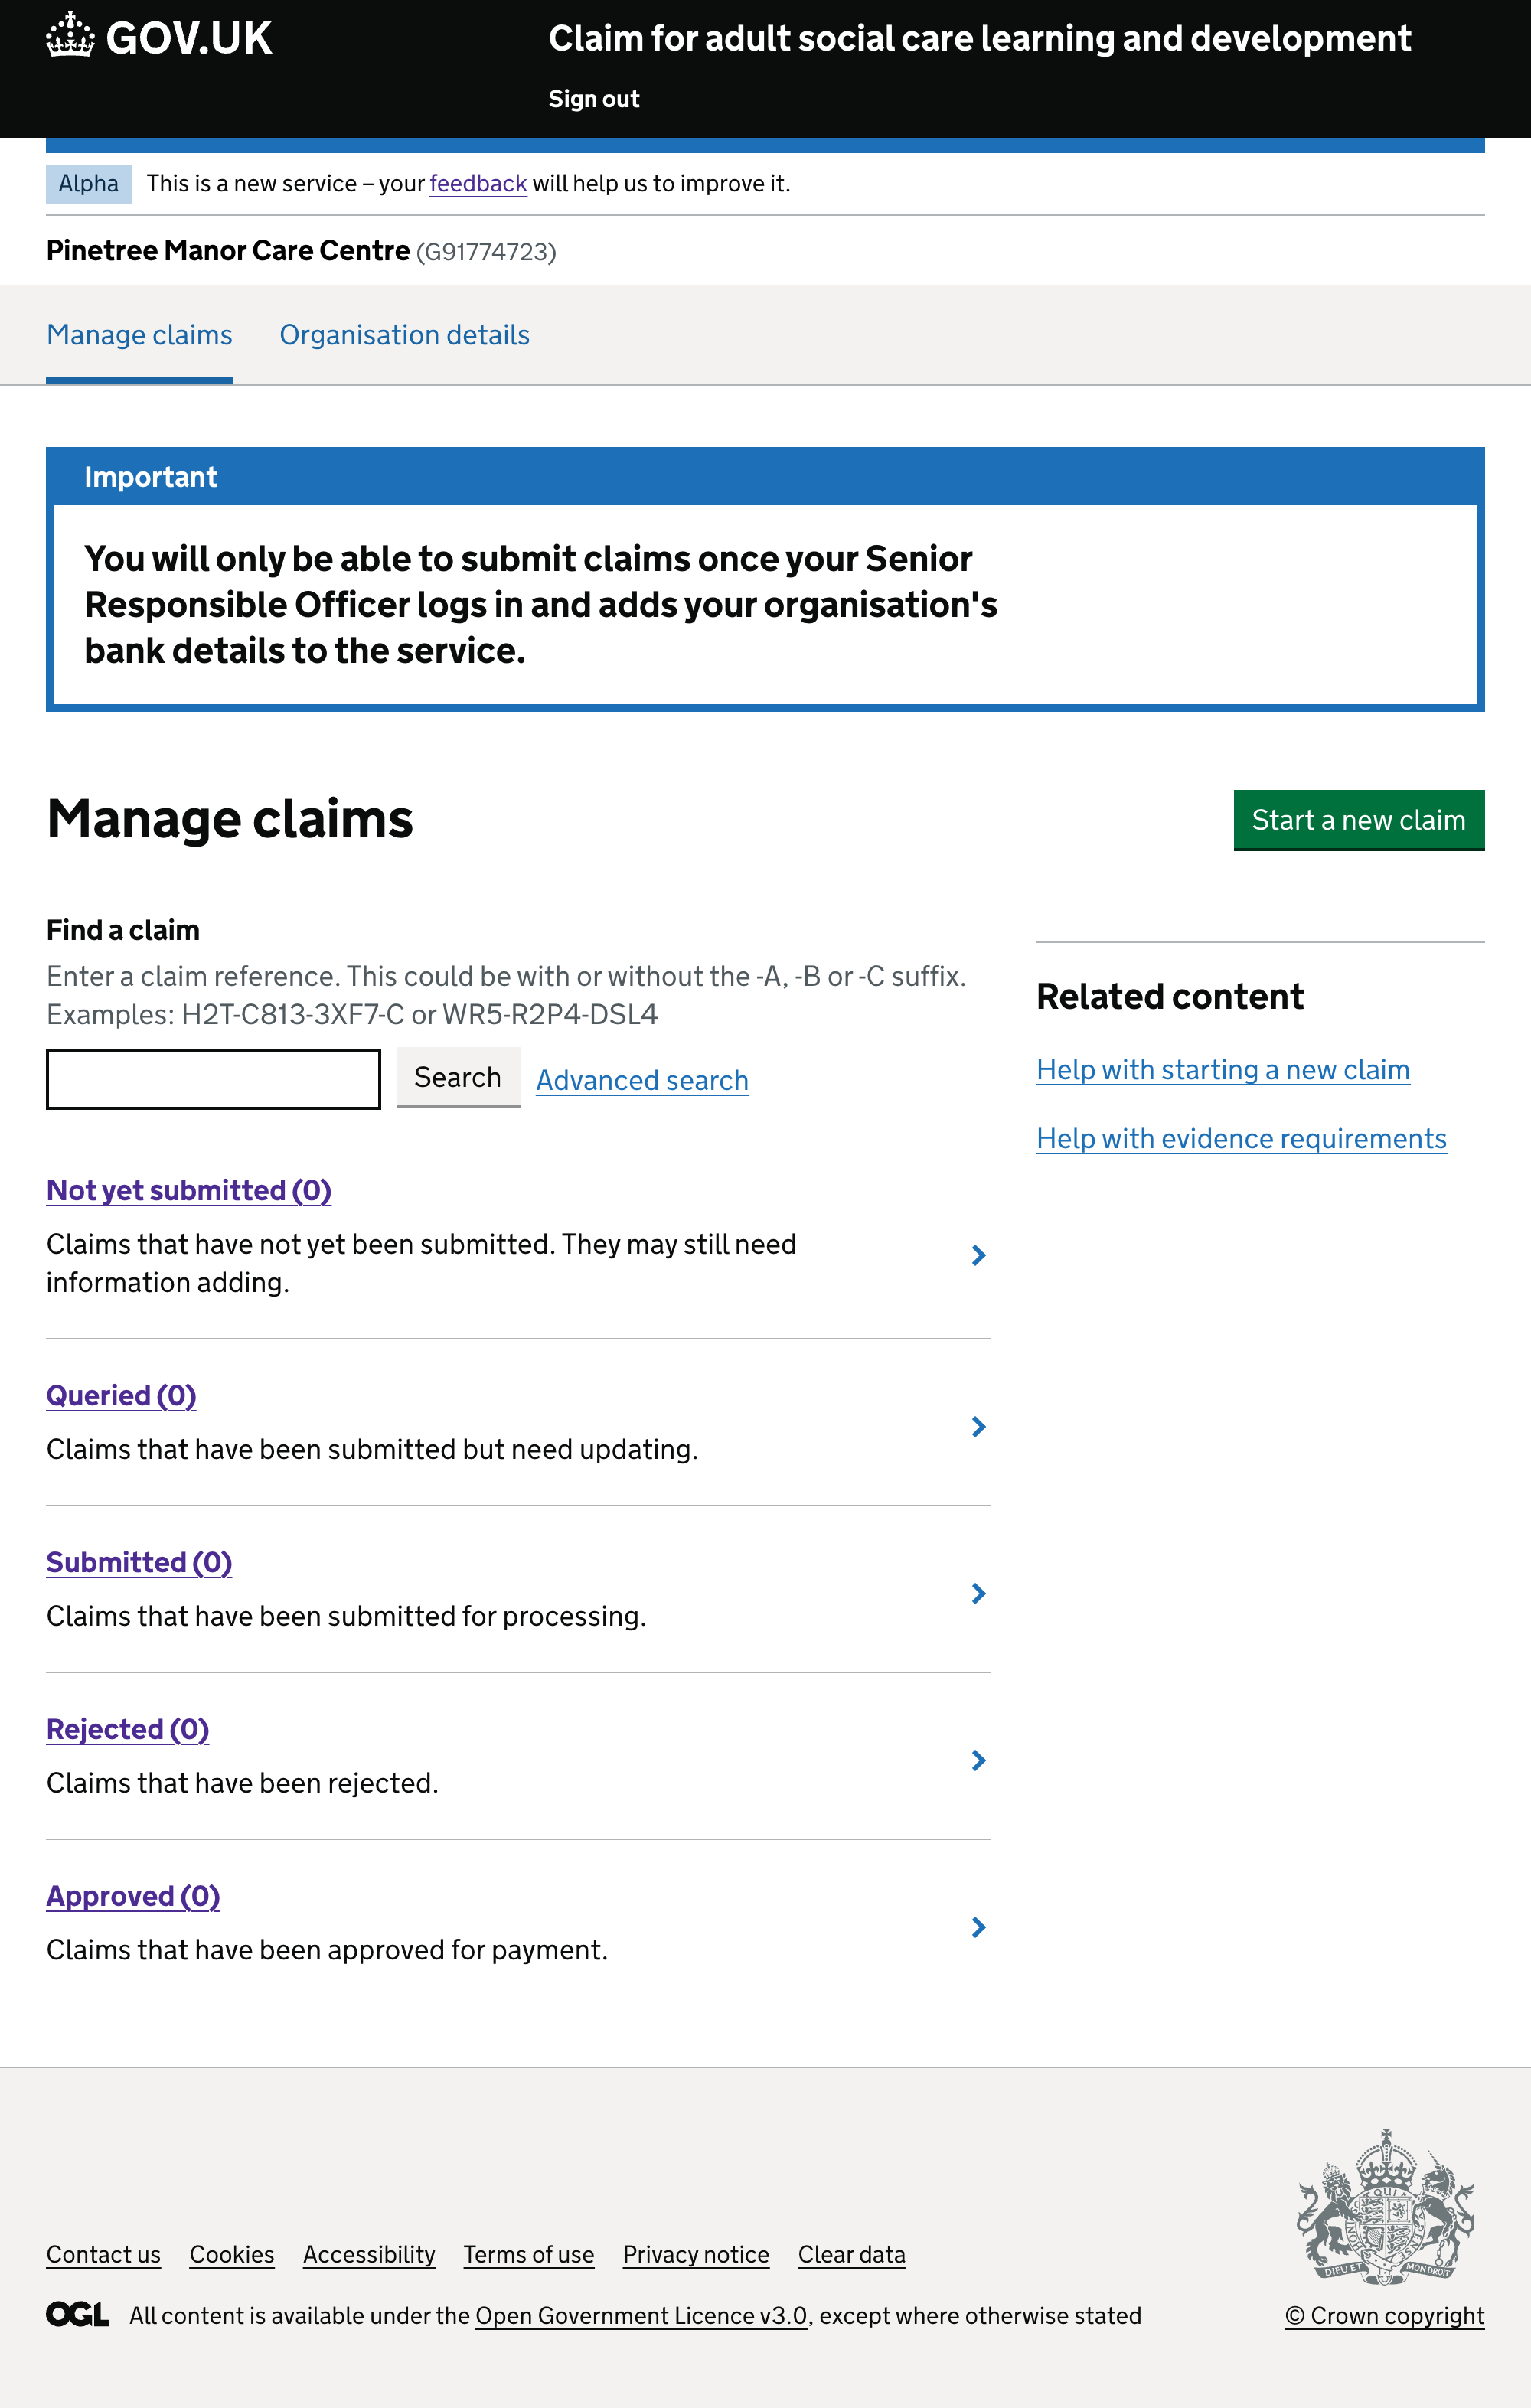 GOV.UK
Claim for adult social care learning and development
Sign out
Alpha
This is a new service – your feedback will help us to improve it.
Pinetree Manor Care Centre (G91774723)
Manage claims
Organisation details
Important
You will only be able to submit claims once your Senior
Responsible Officer logs in and adds your organisation's
bank details to the service.
Manage claims
Start a new claim
Find a claim
Enter a claim reference. This could be with or without the -A, -B or -C suffix.
Examples: H2T-C813-3XF7-C or WR5-R2P4-DSL4
Search
Advanced search
Related content
Help with starting a new claim
Help with evidence requirements
Not yet submitted (0)
Claims that have not yet been submitted. They may still need
information adding.
Queried (0)
Claims that have been submitted but need updating.
Submitted (0)
Claims that have been submitted for processing.
Rejected (0)
Claims that have been rejected.
Approved (0)
Claims that have been approved for payment.
Contact us
Cookies
Accessibility
Terms of use
Privacy notice
Clear data
DIEU ET MON DROIT
OGL
All content is available under the Open Government Licence v3.0, except where otherwise stated
© Crown copyright